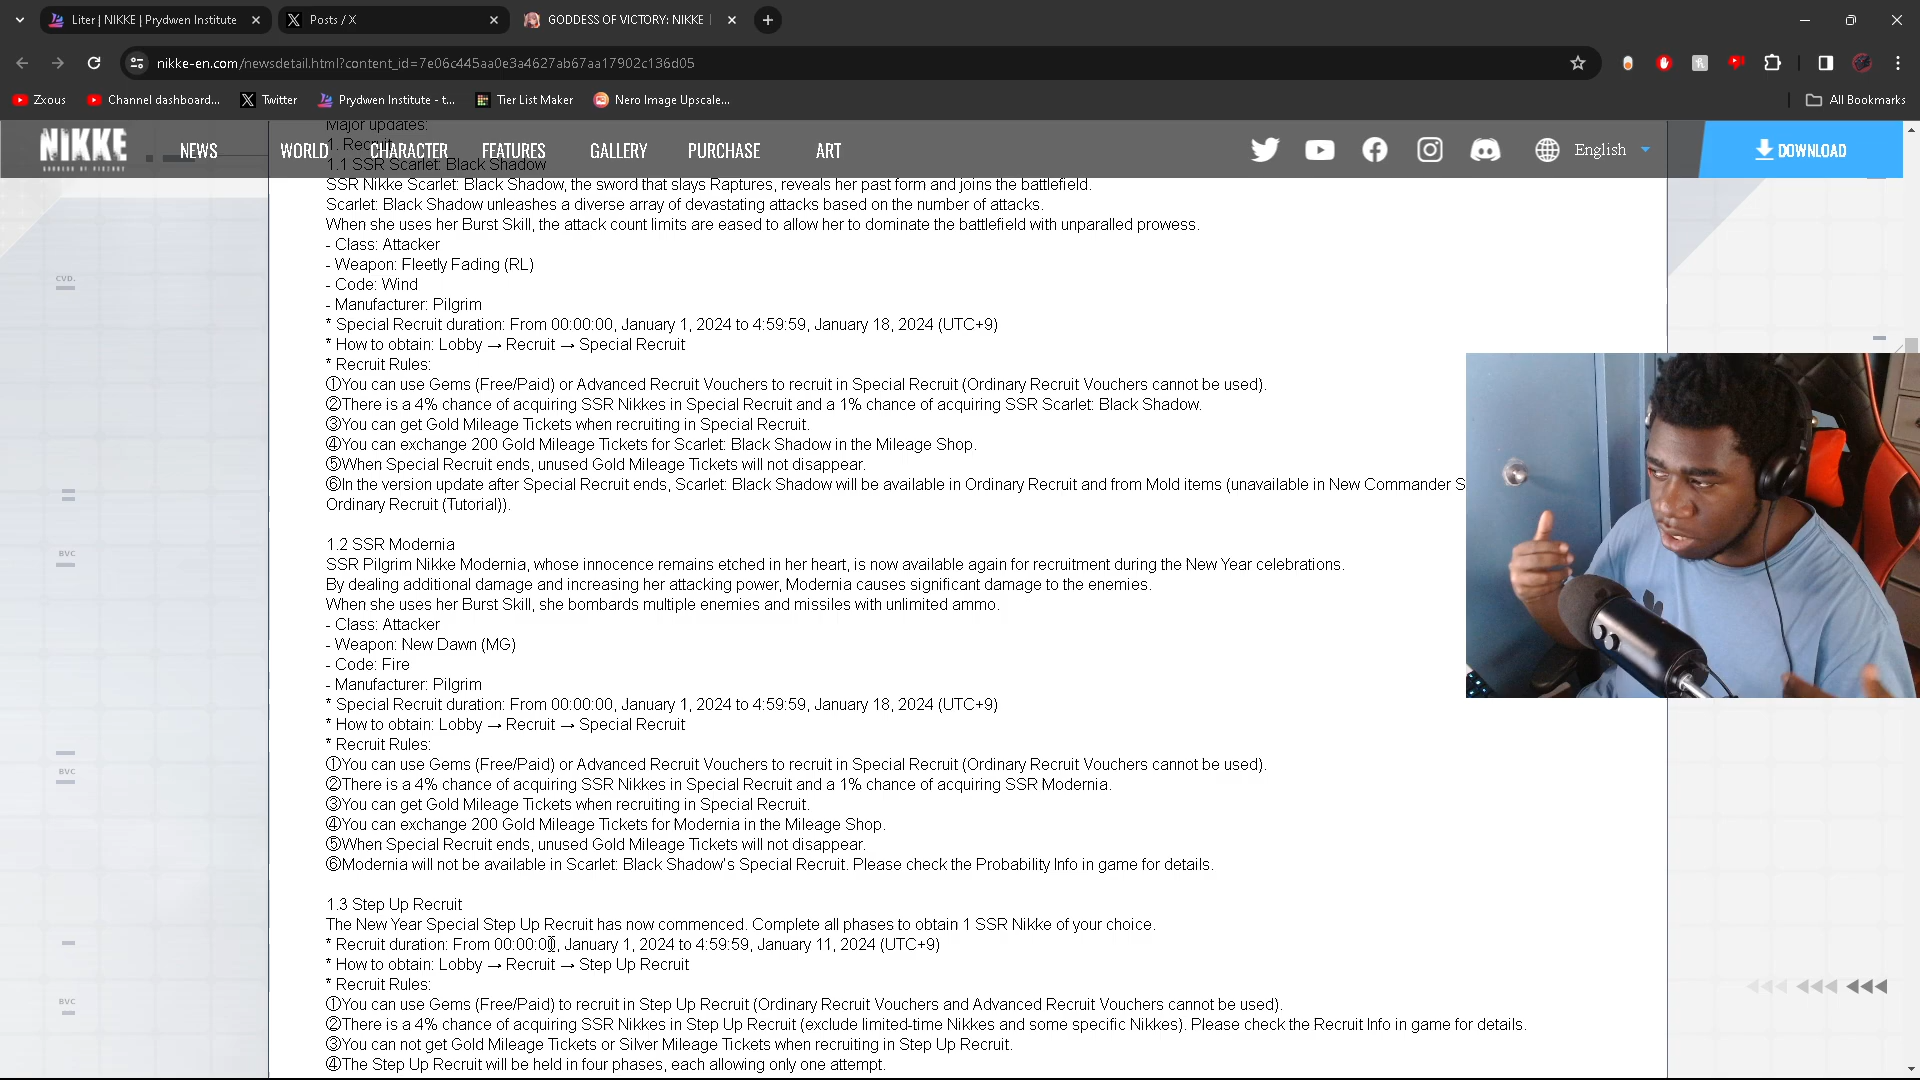 Liter | NIKKE | Prydwen Institute
Posts / X
GODDESS OF VICTORY: NIKKE
nikke-en.com/newsdetail.html?content_id=7e06c445aa0e3a4627ab67aa17902c136d05
Zxous
Channel dashboard...
Twitter
Prydwen Institute - t...
Tier List Maker
Nero Image Upscale...
All Bookmarks
NIKKE
NEWS
WORLD
CHARACTER
FEATURES
GALLERY
PURCHASE
ART
English
DOWNLOAD
Major updates:
1. Recruit
1.1 SSR Scarlet: Black Shadow
SSR Nikke Scarlet: Black Shadow, the sword that slays Raptures, reveals her past form and joins the battlefield.
Scarlet: Black Shadow unleashes a diverse array of devastating attacks based on the number of attacks.
When she uses her Burst Skill, the attack count limits are eased to allow her to dominate the battlefield with unparalled prowess.
- Class: Attacker
- Weapon: Fleetly Fading (RL)
- Code: Wind
- Manufacturer: Pilgrim
* Special Recruit duration: From 00:00:00, January 1, 2024 to 4:59:59, January 18, 2024 (UTC+9)
* How to obtain: Lobby → Recruit → Special Recruit
* Recruit Rules:
①You can use Gems (Free/Paid) or Advanced Recruit Vouchers to recruit in Special Recruit (Ordinary Recruit Vouchers cannot be used).
②There is a 4% chance of acquiring SSR Nikkes in Special Recruit and a 1% chance of acquiring SSR Scarlet: Black Shadow.
③You can get Gold Mileage Tickets when recruiting in Special Recruit.
④You can exchange 200 Gold Mileage Tickets for Scarlet: Black Shadow in the Mileage Shop.
⑤When Special Recruit ends, unused Gold Mileage Tickets will not disappear.
⑥In the version update after Special Recruit ends, Scarlet: Black Shadow will be available in Ordinary Recruit and from Mold items (unavailable in New Commander S
Ordinary Recruit (Tutorial)).
1.2 SSR Modernia
SSR Pilgrim Nikke Modernia, whose innocence remains etched in her heart, is now available again for recruitment during the New Year celebrations.
By dealing additional damage and increasing her attacking power, Modernia causes significant damage to the enemies.
When she uses her Burst Skill, she bombards multiple enemies and missiles with unlimited ammo.
- Class: Attacker
- Weapon: New Dawn (MG)
- Code: Fire
- Manufacturer: Pilgrim
* Special Recruit duration: From 00:00:00, January 1, 2024 to 4:59:59, January 18, 2024 (UTC+9)
* How to obtain: Lobby → Recruit → Special Recruit
* Recruit Rules:
①You can use Gems (Free/Paid) or Advanced Recruit Vouchers to recruit in Special Recruit (Ordinary Recruit Vouchers cannot be used).
②There is a 4% chance of acquiring SSR Nikkes in Special Recruit and a 1% chance of acquiring SSR Modernia.
③You can get Gold Mileage Tickets when recruiting in Special Recruit.
④You can exchange 200 Gold Mileage Tickets for Modernia in the Mileage Shop.
⑤When Special Recruit ends, unused Gold Mileage Tickets will not disappear.
⑥Modernia will not be available in Scarlet: Black Shadow's Special Recruit. Please check the Probability Info in game for details.
1.3 Step Up Recruit
The New Year Special Step Up Recruit has now commenced. Complete all phases to obtain 1 SSR Nikke of your choice.
* Recruit duration: From 00:00:00, January 1, 2024 to 4:59:59, January 11, 2024 (UTC+9)
* How to obtain: Lobby → Recruit → Step Up Recruit
* Recruit Rules:
①You can use Gems (Free/Paid) to recruit in Step Up Recruit (Ordinary Recruit Vouchers and Advanced Recruit Vouchers cannot be used).
②There is a 4% chance of acquiring SSR Nikkes in Step Up Recruit (exclude limited-time Nikkes and some specific Nikkes). Please check the Recruit Info in game for details.
③You can not get Gold Mileage Tickets or Silver Mileage Tickets when recruiting in Step Up Recruit.
④The Step Up Recruit will be held in four phases, each allowing only one attempt.
CVD.
BVC
BVC
BVC